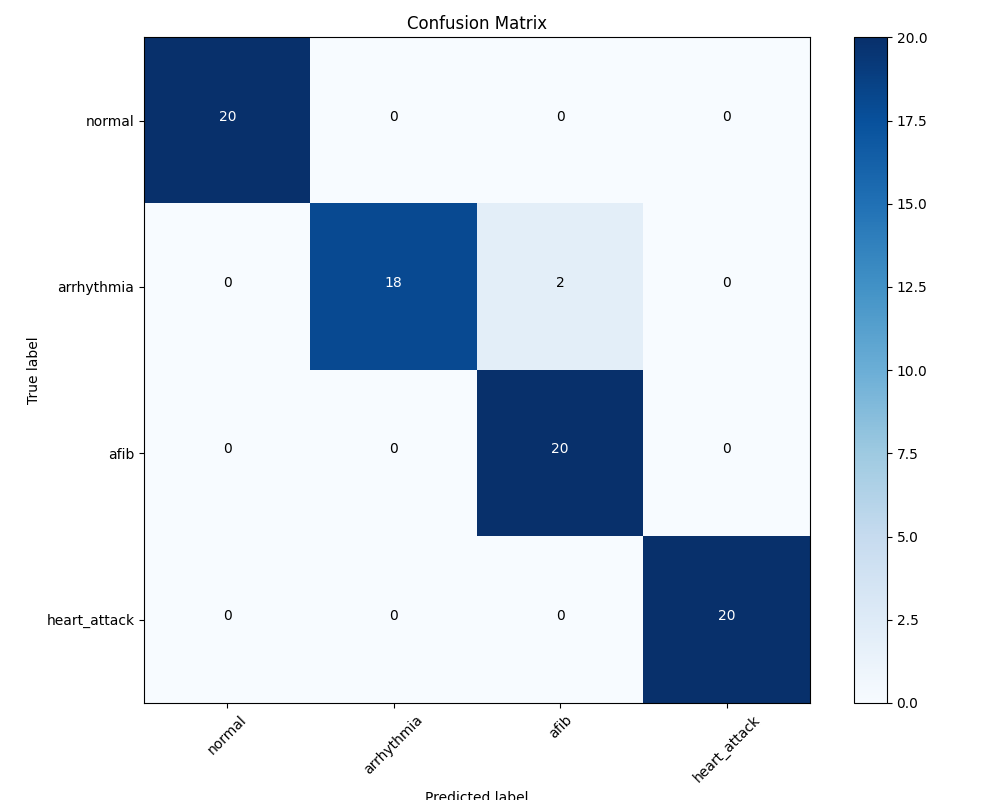 Confusion Matrix
normal
arrhythmia
afib
heart_attack
True label
20 0 0 0
0 18 2 0
0 0 20 0
0 0 0 20
normal
arrhythmia
afib
heart_attack
Predicted label
20.0
17.5
15.0
12.5
10.0
7.5
5.0
2.5
0.0